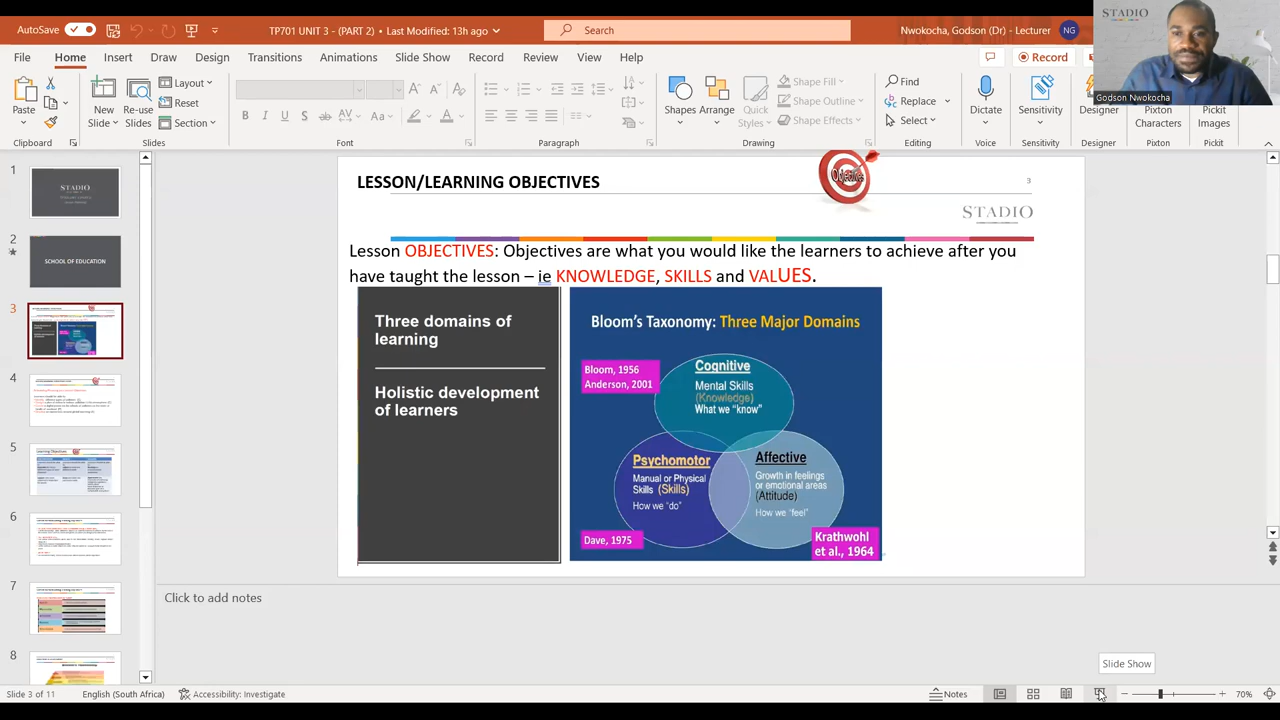 AutoSave
TP701 UNIT 3 - (PART 2) • Last Modified: 13h ago
Search
Nwokocha, Godson (Dr) - Lecturer
NG
STADIO
Godson Nwokocha
File Home Insert Draw Design Transitions Animations Slide Show Record Review View Help
Record
Paste
New Slide
Re-use Slides
Layout
Reset
Section
B I U S ab AV Aa A A
Shapes
Arrange
Quick Styles
Shape Fill
Shape Outline
Shape Effects
Find
Replace
Select
Dictate
Sensitivity
Designer
Pixton Characters
Pickit Images
Clipboard
Slides
Font
Paragraph
Drawing
Editing
Voice
Sensitivity
Designer
Pixton
Pickit
1
STADIO
2
SCHOOL OF EDUCATION
3
4
5
Learning Objectives
6
7
8
LESSON/LEARNING OBJECTIVES
Objectives
3
STADIO
Lesson OBJECTIVES: Objectives are what you would like the learners to achieve after you
have taught the lesson – ie KNOWLEDGE, SKILLS and VALUES.
Three domains of
learning
Holistic development
of learners
Bloom's Taxonomy: Three Major Domains
Bloom, 1956
Anderson, 2001
Cognitive
Mental Skills
(Knowledge)
What we “know”
Psychomotor
Manual or Physical
Skills (Skills)
How we “do”
Dave, 1975
Affective
Growth in feelings
or emotional areas
(Attitude)
How we “feel”
Krathwohl
et al., 1964
Click to add notes
Slide Show
Slide 3 of 11
English (South Africa)
Accessibility: Investigate
Notes
70%